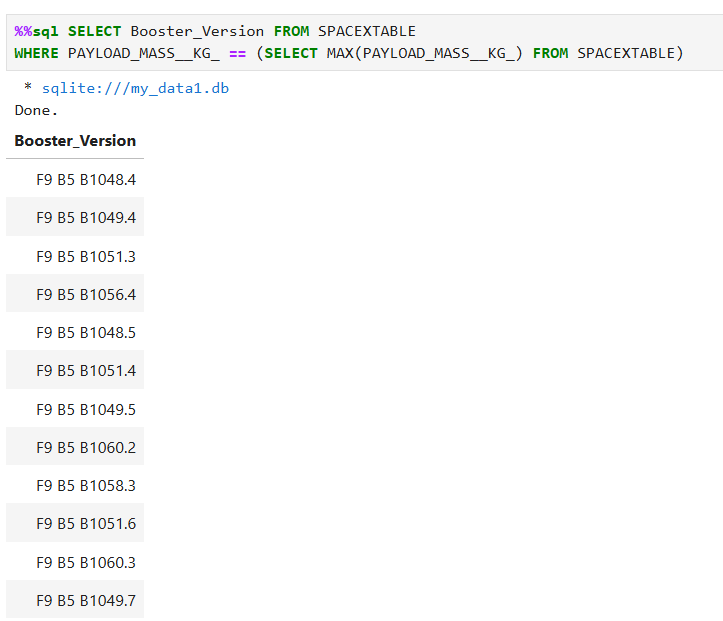 %%sql SELECT Booster_Version FROM SPACEXTABLE
WHERE PAYLOAD_MASS__KG_ == (SELECT MAX(PAYLOAD_MASS__KG_) FROM SPACEXTABLE)
* sqlite:///my_data1.db
Done.
Booster_Version
F9 B5 B1048.4
F9 B5 B1049.4
F9 B5 B1051.3
F9 B5 B1056.4
F9 B5 B1048.5
F9 B5 B1051.4
F9 B5 B1049.5
F9 B5 B1060.2
F9 B5 B1058.3
F9 B5 B1051.6
F9 B5 B1060.3
F9 B5 B1049.7